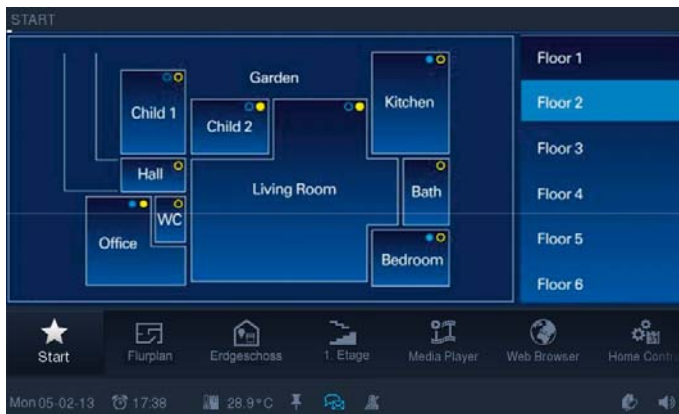 START
Garden
Child 1
Child 2
Kitchen
Hall
Living Room
Bath
WC
Office
Bedroom
Floor 1
Floor 2
Floor 3
Floor 4
Floor 5
Floor 6
Start
Flurplan
Erdgeschoss
1. Etage
Media Player
Web Browser
Home Contr
Mon 05-02-13
17:38
28.9°C